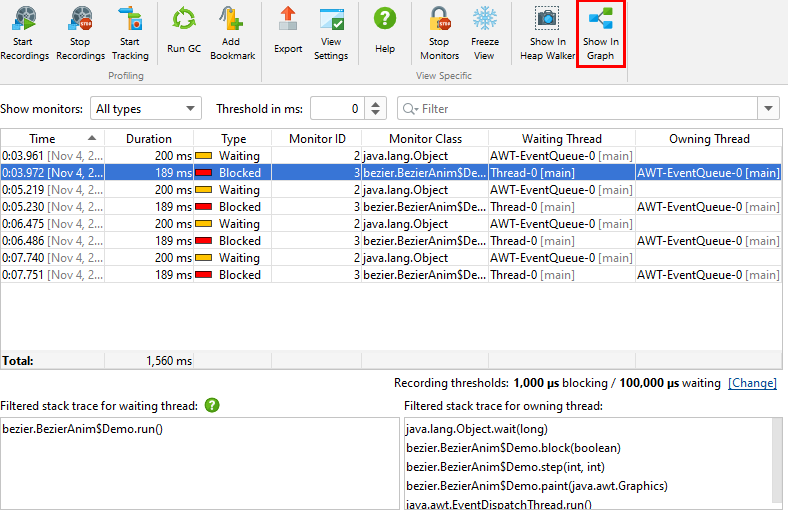 Start Recordings Stop Recordings Start Tracking Run GC Add Bookmark Export View Settings Help Stop Monitors Freeze View Show In Heap Walker Show In Graph
Profiling View Specific
Show monitors: All types Threshold in ms: 0 Filter
Time Duration Type Monitor ID Monitor Class Waiting Thread Owning Thread
0:03.961 [Nov 4, 2... 200 ms Waiting 2 java.lang.Object AWT-EventQueue-0 [main]
0:03.972 [Nov 4, 2... 189 ms Blocked 3 bezier.BezierAnim$De... Thread-0 [main] AWT-EventQueue-0 [main]
0:05.219 [Nov 4, 2... 200 ms Waiting 2 java.lang.Object AWT-EventQueue-0 [main]
0:05.230 [Nov 4, 2... 189 ms Blocked 3 bezier.BezierAnim$De... Thread-0 [main] AWT-EventQueue-0 [main]
0:06.475 [Nov 4, 2... 200 ms Waiting 2 java.lang.Object AWT-EventQueue-0 [main]
0:06.486 [Nov 4, 2... 189 ms Blocked 3 bezier.BezierAnim$De... Thread-0 [main] AWT-EventQueue-0 [main]
0:07.740 [Nov 4, 2... 200 ms Waiting 2 java.lang.Object AWT-EventQueue-0 [main]
0:07.751 [Nov 4, 2... 189 ms Blocked 3 bezier.BezierAnim$De... Thread-0 [main] AWT-EventQueue-0 [main]
Total: 1,560 ms
Recording thresholds: 1,000 µs blocking / 100,000 µs waiting [Change]
Filtered stack trace for waiting thread: ?
bezier.BezierAnim$Demo.run()
Filtered stack trace for owning thread:
java.lang.Object.wait(long)
bezier.BezierAnim$Demo.block(boolean)
bezier.BezierAnim$Demo.step(int, int)
bezier.BezierAnim$Demo.paint(java.awt.Graphics)
java.awt.EventDispatchThread.run()